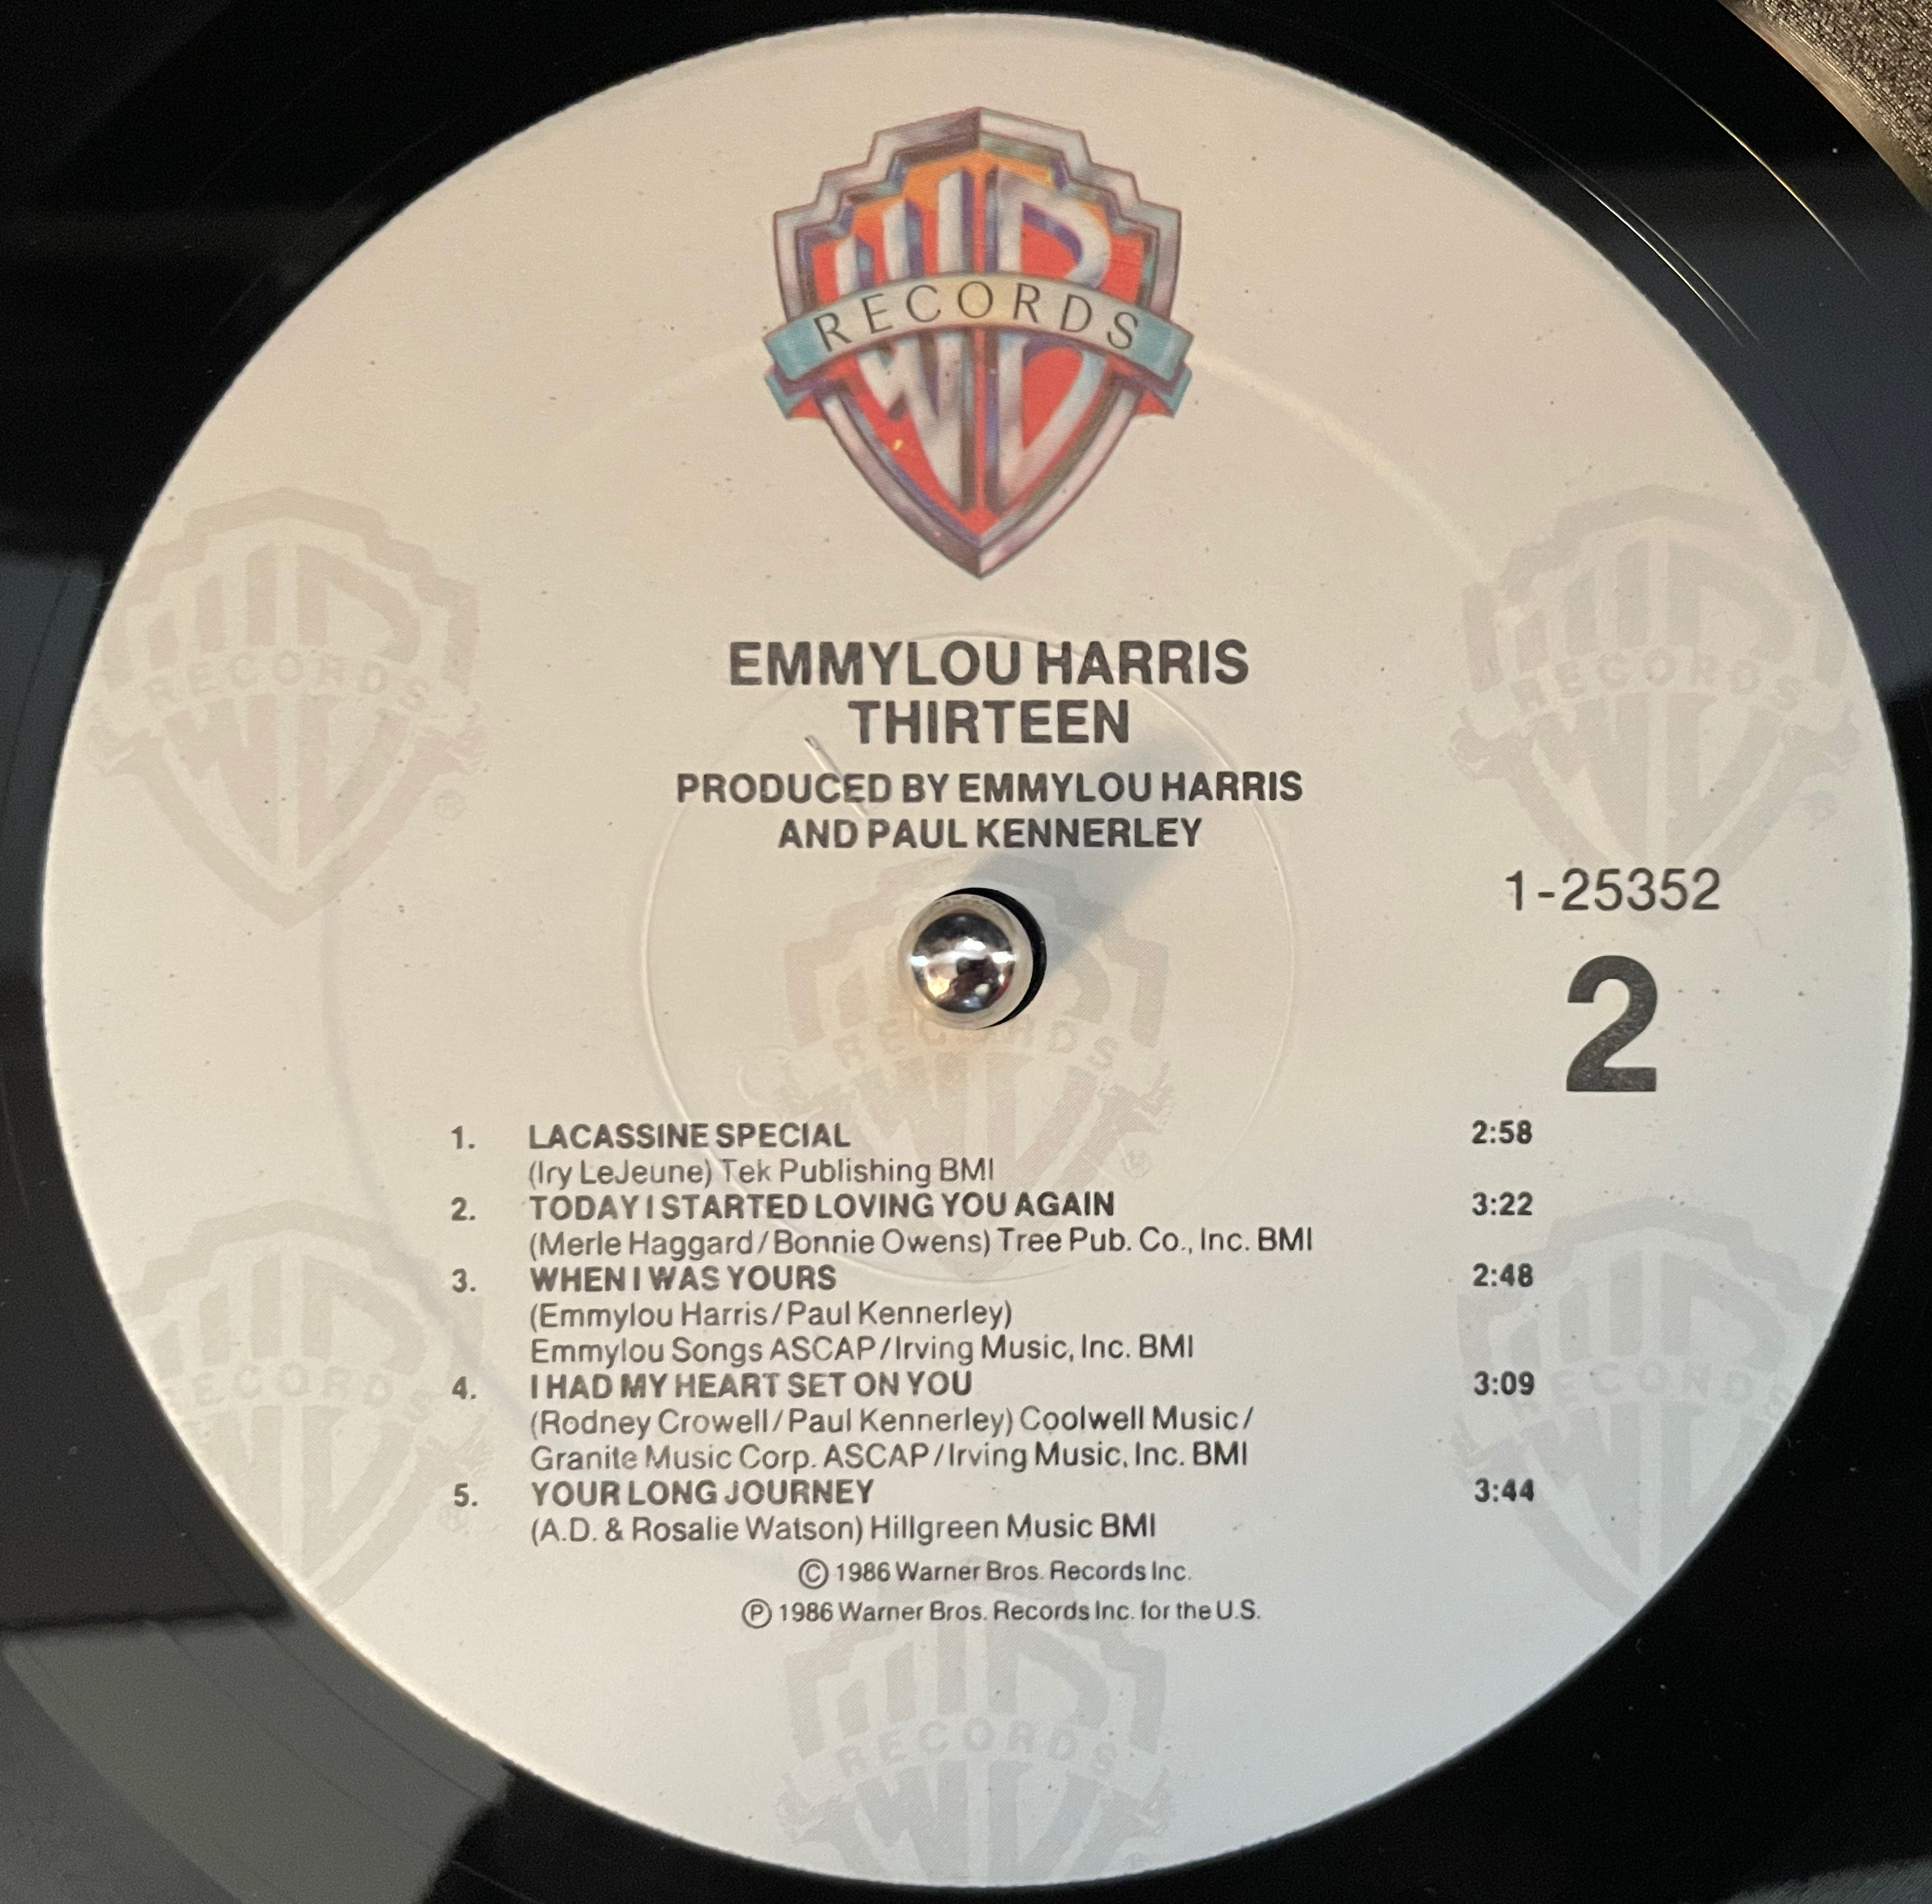 WB
RECORDS
EMMYLOU HARRIS
THIRTEEN
PRODUCED BY EMMYLOU HARRIS
AND PAUL KENNERLEY
1-25352
2
1. LACASSINE SPECIAL 2:58
(Iry LeJeune) Tek Publishing BMI
2. TODAY I STARTED LOVING YOU AGAIN 3:22
(Merle Haggard/Bonnie Owens) Tree Pub. Co., Inc. BMI
3. WHEN I WAS YOURS 2:48
(Emmylou Harris/Paul Kennerley)
Emmylou Songs ASCAP/Irving Music, Inc. BMI
4. I HAD MY HEART SET ON YOU 3:09
(Rodney Crowell/Paul Kennerley) Coolwell Music/
Granite Music Corp. ASCAP/Irving Music, Inc. BMI
5. YOUR LONG JOURNEY 3:44
(A.D. & Rosalie Watson) Hillgreen Music BMI
© 1986 Warner Bros. Records Inc.
℗ 1986 Warner Bros. Records Inc. for the U.S.